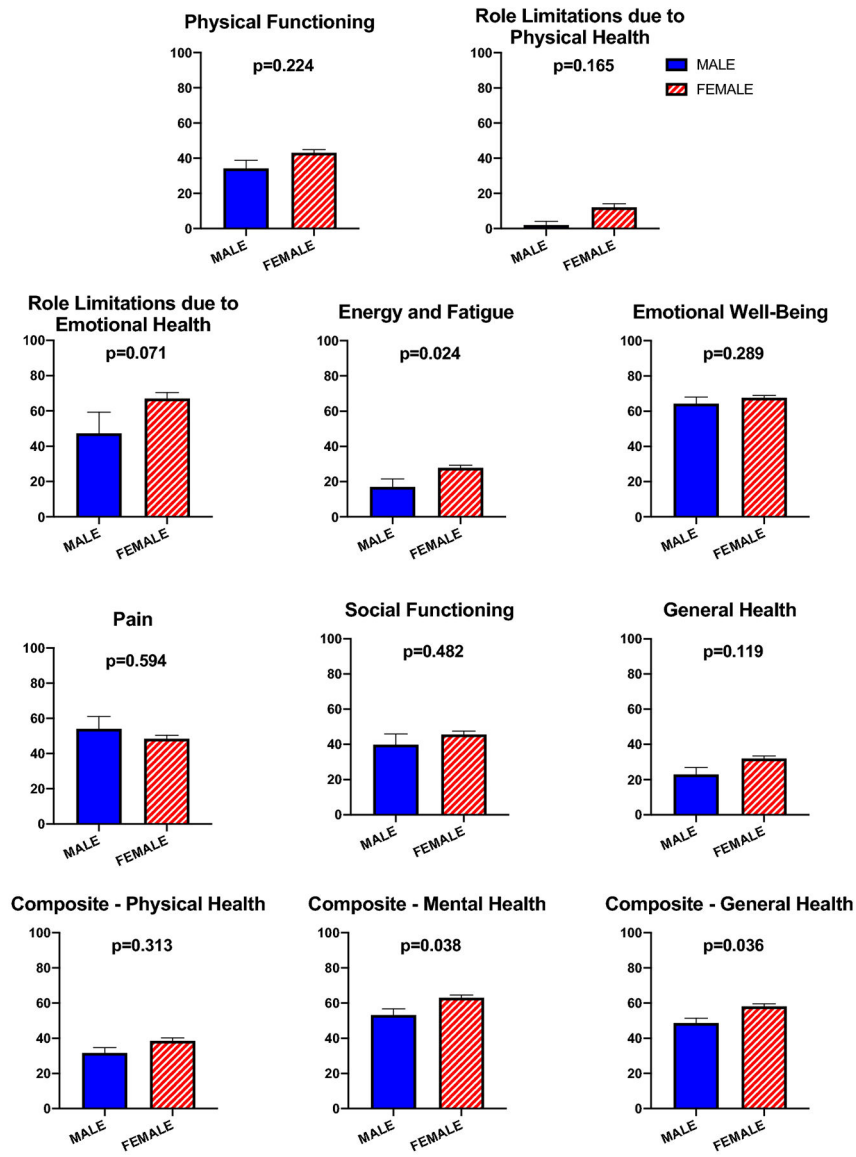 Physical Functioning
p=0.224
100
80
60
40
20
0
MALE
FEMALE
Role Limitations due to
Physical Health
p=0.165
100
80
60
40
20
0
MALE
FEMALE
MALE
FEMALE
Role Limitations due to
Emotional Health
p=0.071
100
80
60
40
20
0
MALE
FEMALE
Energy and Fatigue
p=0.024
100
80
60
40
20
0
MALE
FEMALE
Emotional Well-Being
p=0.289
100
80
60
40
20
0
MALE
FEMALE
Pain
p=0.594
100
80
60
40
20
0
MALE
FEMALE
Social Functioning
p=0.482
100
80
60
40
20
0
MALE
FEMALE
General Health
p=0.119
100
80
60
40
20
0
MALE
FEMALE
Composite - Physical Health
p=0.313
100
80
60
40
20
0
MALE
FEMALE
Composite - Mental Health
p=0.038
100
80
60
40
20
0
MALE
FEMALE
Composite - General Health
p=0.036
100
80
60
40
20
0
MALE
FEMALE